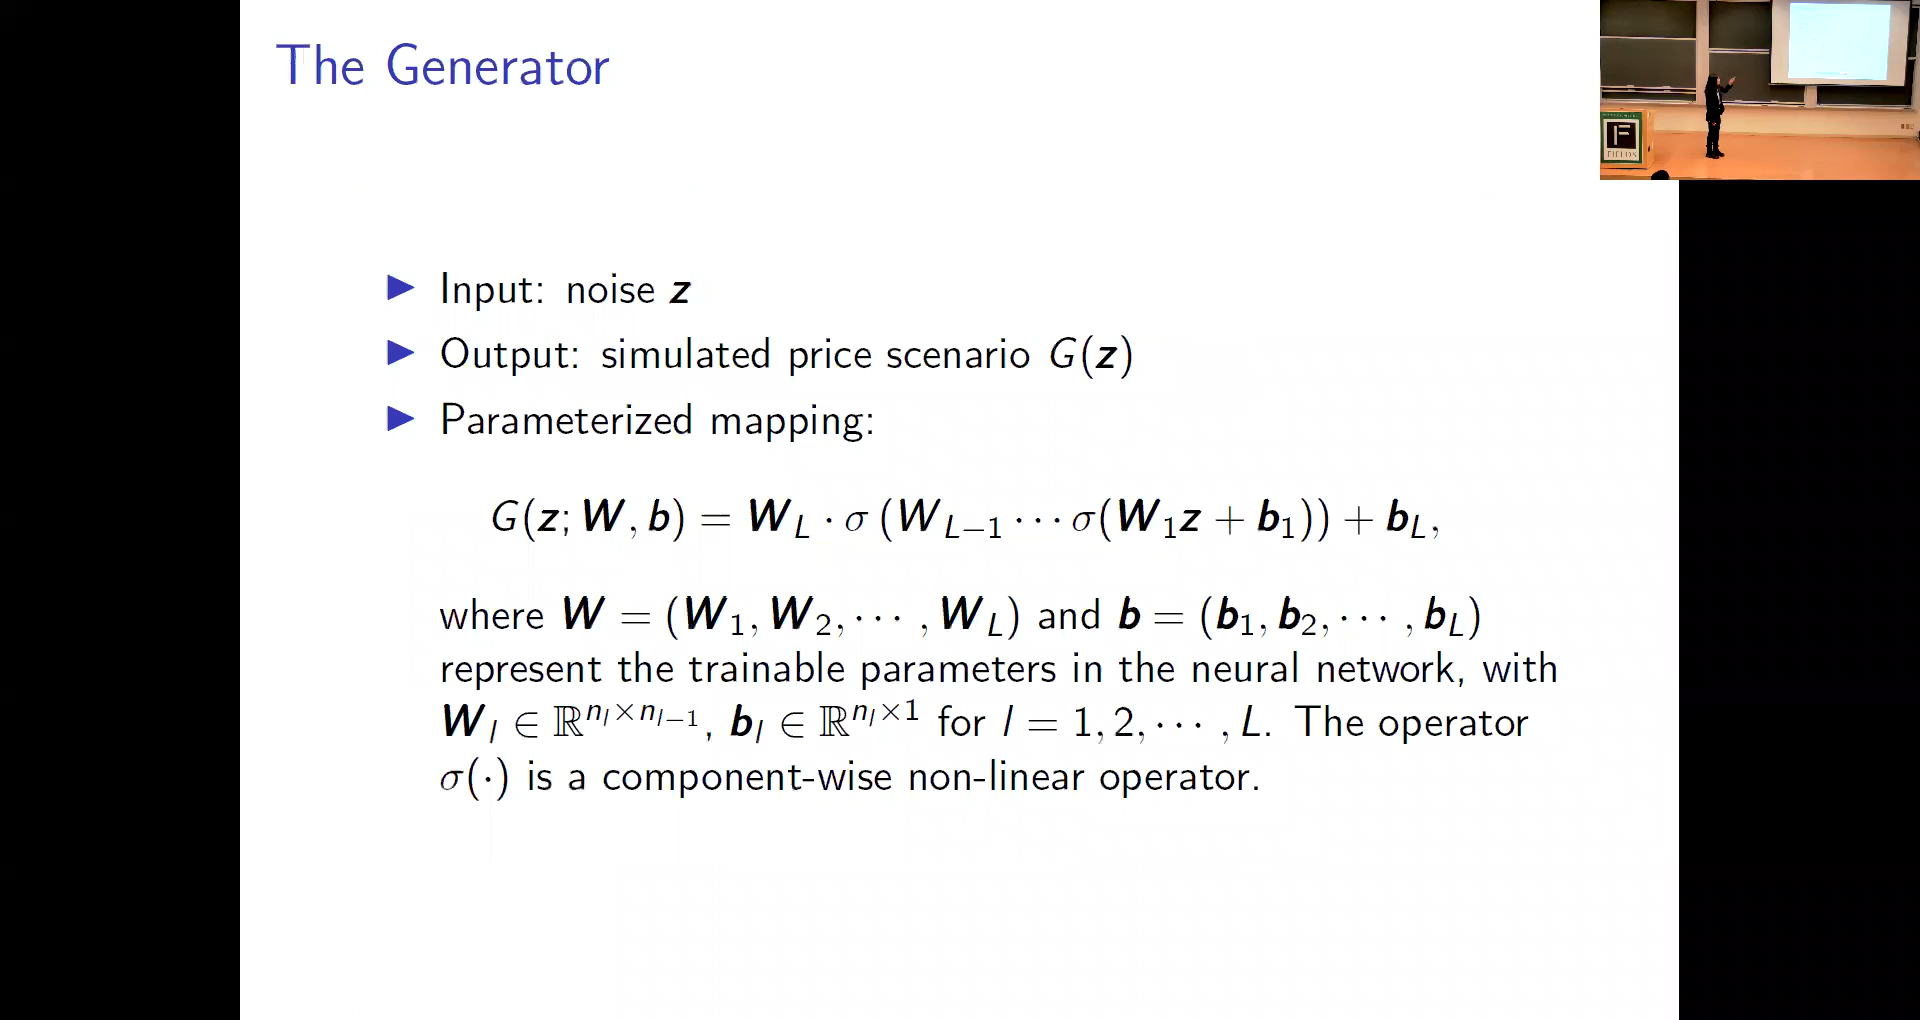 The Generator
Input: noise z
Output: simulated price scenario G(z)
Parameterized mapping:
G(z; W, b) = W_L · σ (W_{L−1} ··· σ(W_1 z + b_1)) + b_L,
where W = (W_1, W_2, ··· , W_L) and b = (b_1, b_2, ··· , b_L)
represent the trainable parameters in the neural network, with
W_l ∈ ℝ^{n_l×n_{l−1}}, b_l ∈ ℝ^{n_l×1} for l = 1, 2, ··· , L. The operator
σ(·) is a component-wise non-linear operator.
F
FIELDS